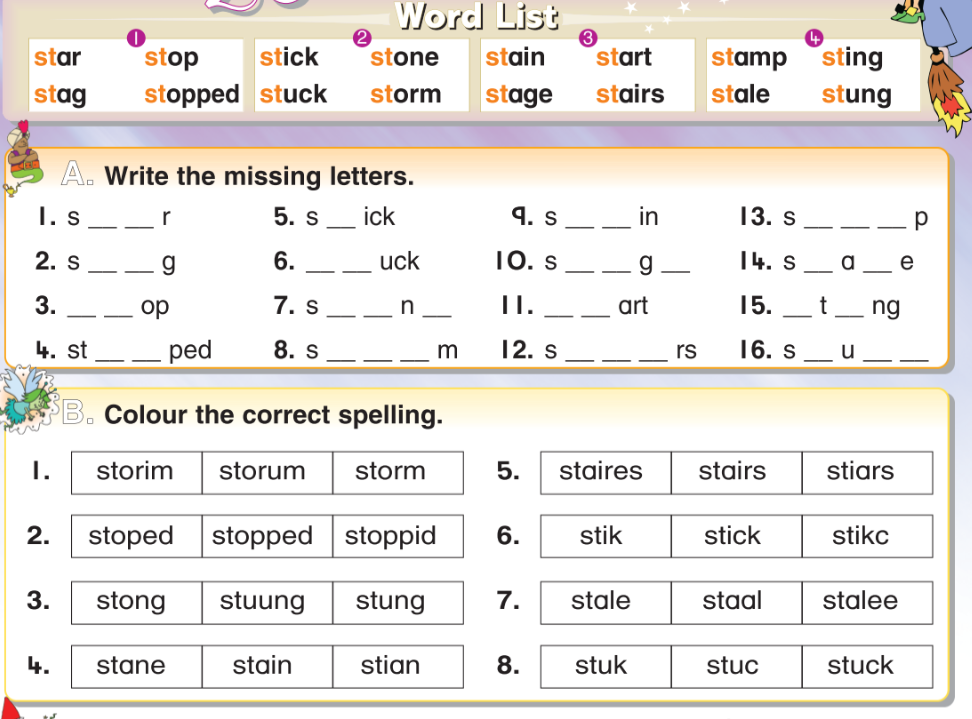 Word List
1 2 3 4
star stop stick stone stain start stamp sting
stag stopped stuck storm stage stairs stale stung
A. Write the missing letters.
1. s __ __ r 5. s __ ick 9. s __ __ in 13. s __ __ __ p
2. s __ __ g 6. __ __ uck 10. s __ __ g __ 14. s __ a __ e
3. __ __ op 7. s __ __ n __ 11. __ __ art 15. __ t __ ng
4. st __ __ ped 8. s __ __ __ m 12. s __ __ __ rs 16. s __ u __ __
B. Colour the correct spelling.
1. storim storum storm 5. staires stairs stiars
2. stoped stopped stoppid 6. stik stick stikc
3. stong stuung stung 7. stale staal stalee
4. stane stain stian 8. stuk stuc stuck